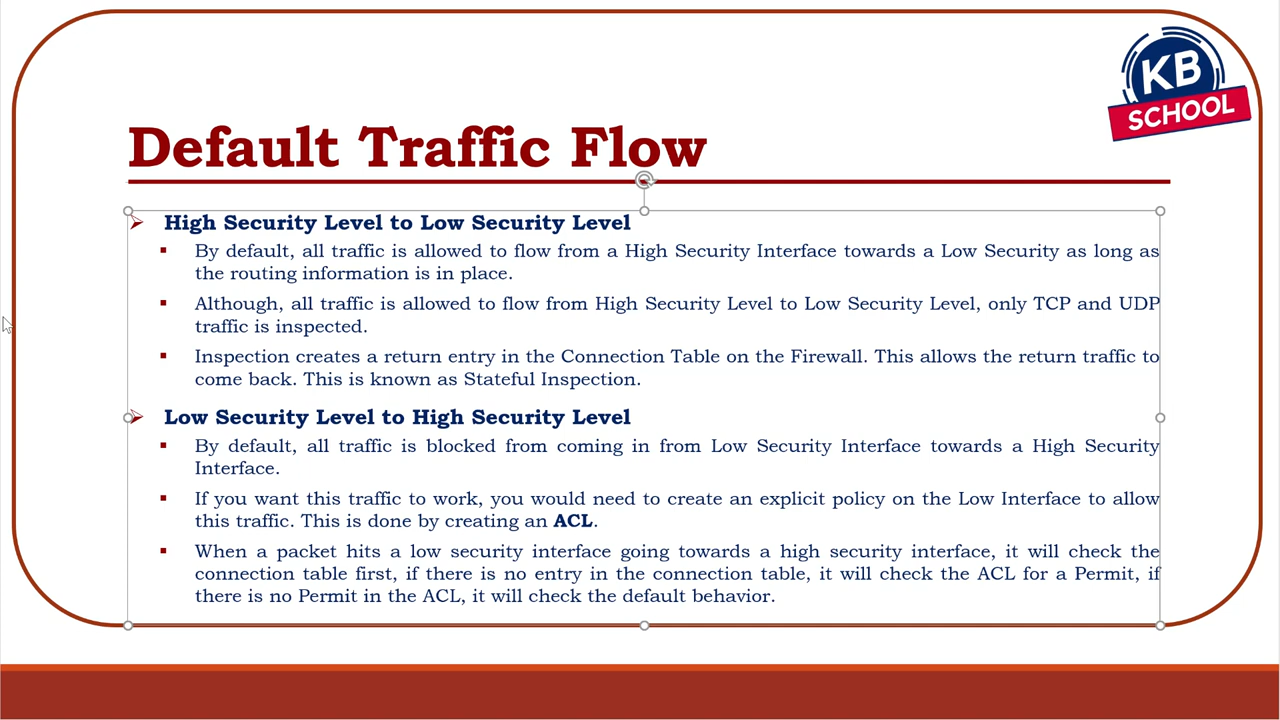 KB
SCHOOL
Default Traffic Flow
High Security Level to Low Security Level
By default, all traffic is allowed to flow from a High Security Interface towards a Low Security as long as
the routing information is in place.
Although, all traffic is allowed to flow from High Security Level to Low Security Level, only TCP and UDP
traffic is inspected.
Inspection creates a return entry in the Connection Table on the Firewall. This allows the return traffic to
come back. This is known as Stateful Inspection.
Low Security Level to High Security Level
By default, all traffic is blocked from coming in from Low Security Interface towards a High Security
Interface.
If you want this traffic to work, you would need to create an explicit policy on the Low Interface to allow
this traffic. This is done by creating an ACL.
When a packet hits a low security interface going towards a high security interface, it will check the
connection table first, if there is no entry in the connection table, it will check the ACL for a Permit, if
there is no Permit in the ACL, it will check the default behavior.